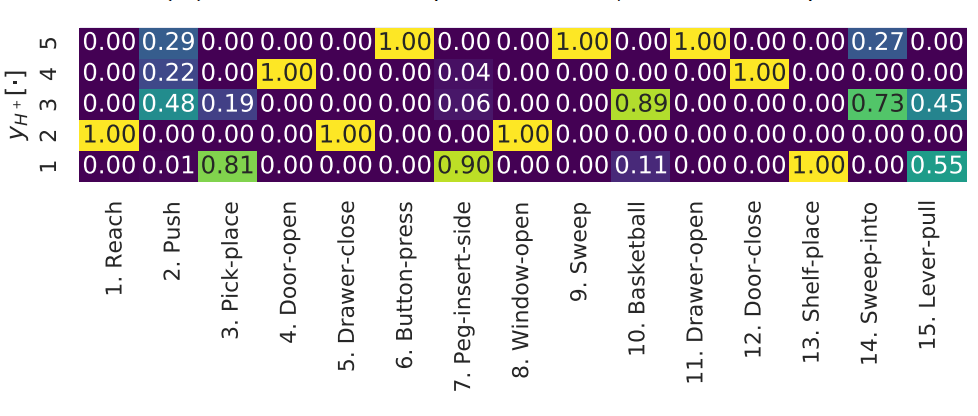 5 0.00 0.29 0.00 0.00 0.00 1.00 0.00 0.00 1.00 0.00 1.00 0.00 0.00 0.27 0.00
4 0.00 0.22 0.00 1.00 0.00 0.00 0.04 0.00 0.00 0.00 0.00 1.00 0.00 0.00 0.00
y_H+[·]
3 0.00 0.48 0.19 0.00 0.00 0.00 0.06 0.00 0.00 0.89 0.00 0.00 0.00 0.73 0.45
2 1.00 0.00 0.00 0.00 1.00 0.00 0.00 1.00 0.00 0.00 0.00 0.00 0.00 0.00 0.00
1 0.00 0.01 0.81 0.00 0.00 0.00 0.90 0.00 0.00 0.11 0.00 0.00 1.00 0.00 0.55
1. Reach
2. Push
3. Pick-place
4. Door-open
5. Drawer-close
6. Button-press
7. Peg-insert-side
8. Window-open
9. Sweep
10. Basketball
11. Drawer-open
12. Door-close
13. Shelf-place
14. Sweep-into
15. Lever-pull